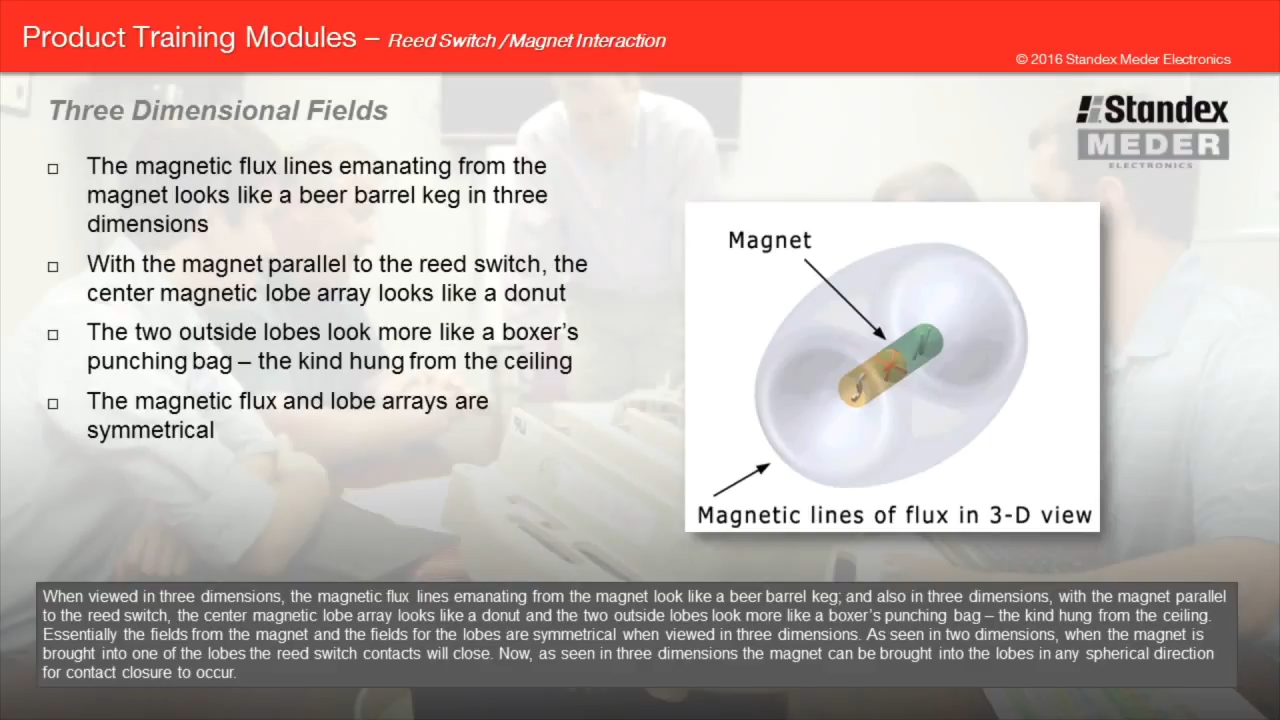 Product Training Modules – Reed Switch / Magnet Interaction
© 2016 Standex Meder Electronics
Three Dimensional Fields
Standex
MEDER
ELECTRONICS
□ The magnetic flux lines emanating from the
magnet looks like a beer barrel keg in three
dimensions
□ With the magnet parallel to the reed switch, the
center magnetic lobe array looks like a donut
□ The two outside lobes look more like a boxer's
punching bag – the kind hung from the ceiling
□ The magnetic flux and lobe arrays are
symmetrical
Magnet
Magnetic lines of flux in 3-D view
When viewed in three dimensions, the magnetic flux lines emanating from the magnet look like a beer barrel keg; and also in three dimensions, with the magnet parallel
to the reed switch, the center magnetic lobe array looks like a donut and the two outside lobes look more like a boxer's punching bag – the kind hung from the ceiling.
Essentially the fields from the magnet and the fields for the lobes are symmetrical when viewed in three dimensions. As seen in two dimensions, when the magnet is
brought into one of the lobes the reed switch contacts will close. Now, as seen in three dimensions the magnet can be brought into the lobes in any spherical direction
for contact closure to occur.